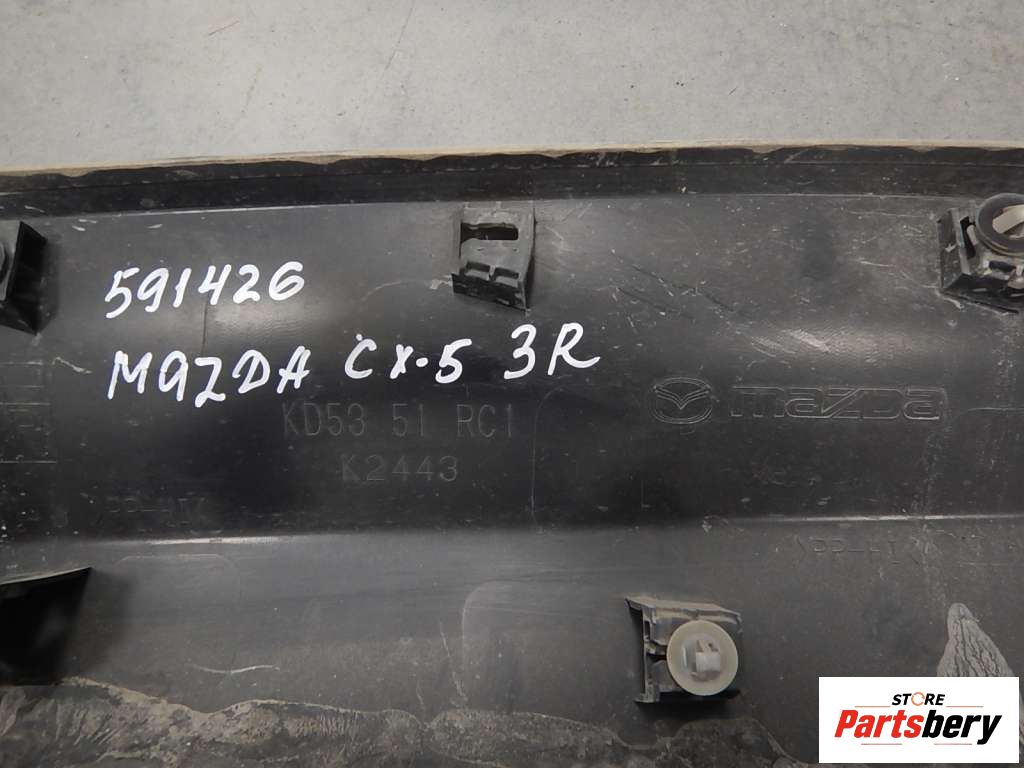 591426
MAZDA CX-5 3R
KD53 51 RC1
mazda
K2443
STORE
Partsbery